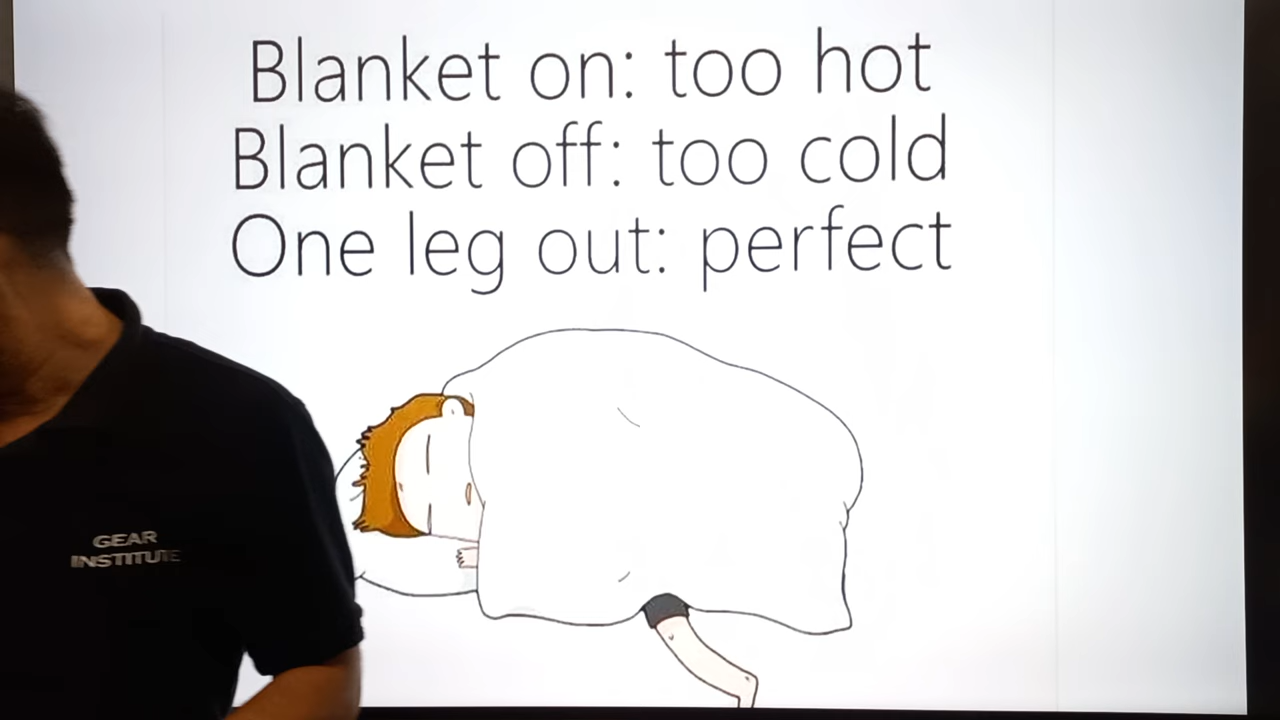 Blanket on: too hot
Blanket off: too cold
One leg out: perfect
GEAR
INSTITUTE